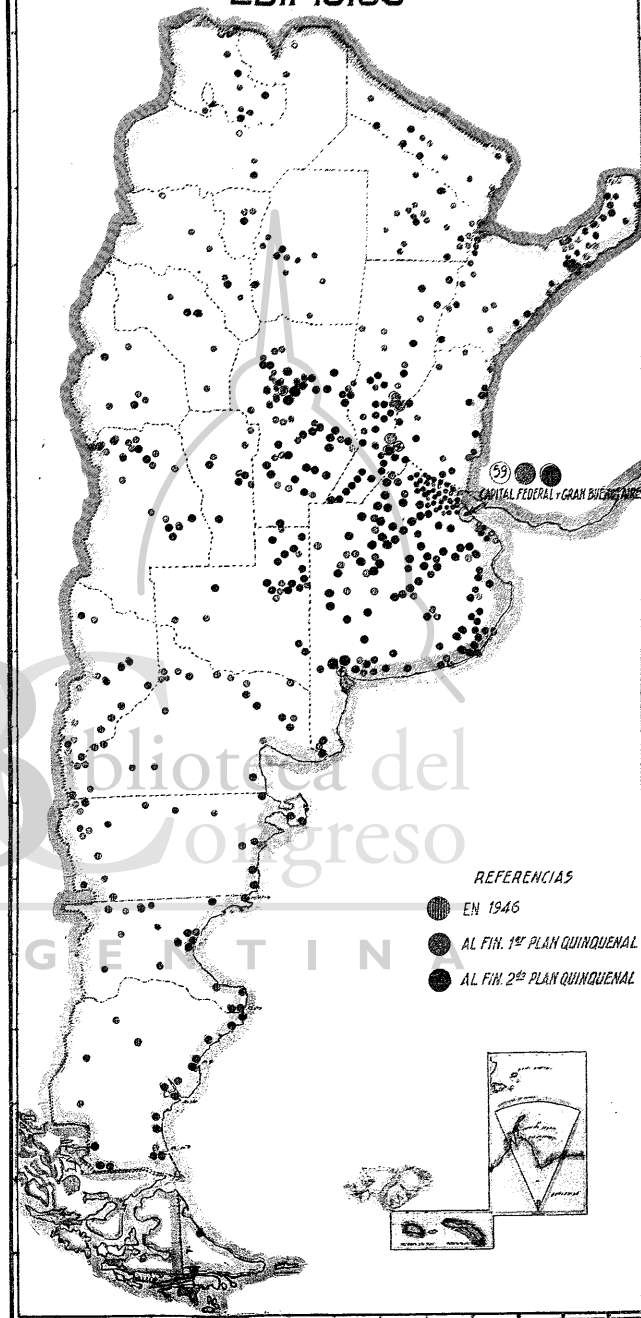 EDIFICIOS
59
CAPITAL FEDERAL Y GRAN BUENOS AIRES
Biblioteca del
Congreso
ARGENTINA
REFERENCIAS
EN 1946
AL FIN. 1er PLAN QUINQUENAL
AL FIN. 2do PLAN QUINQUENAL